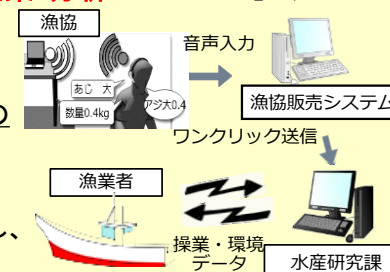 漁協
音声入力
あじ 大
数量0.4kg
アジ大0.4
の
漁協販売システム
ワンクリック送信
漁業者
し、
操業・環境
データ
水産研究課